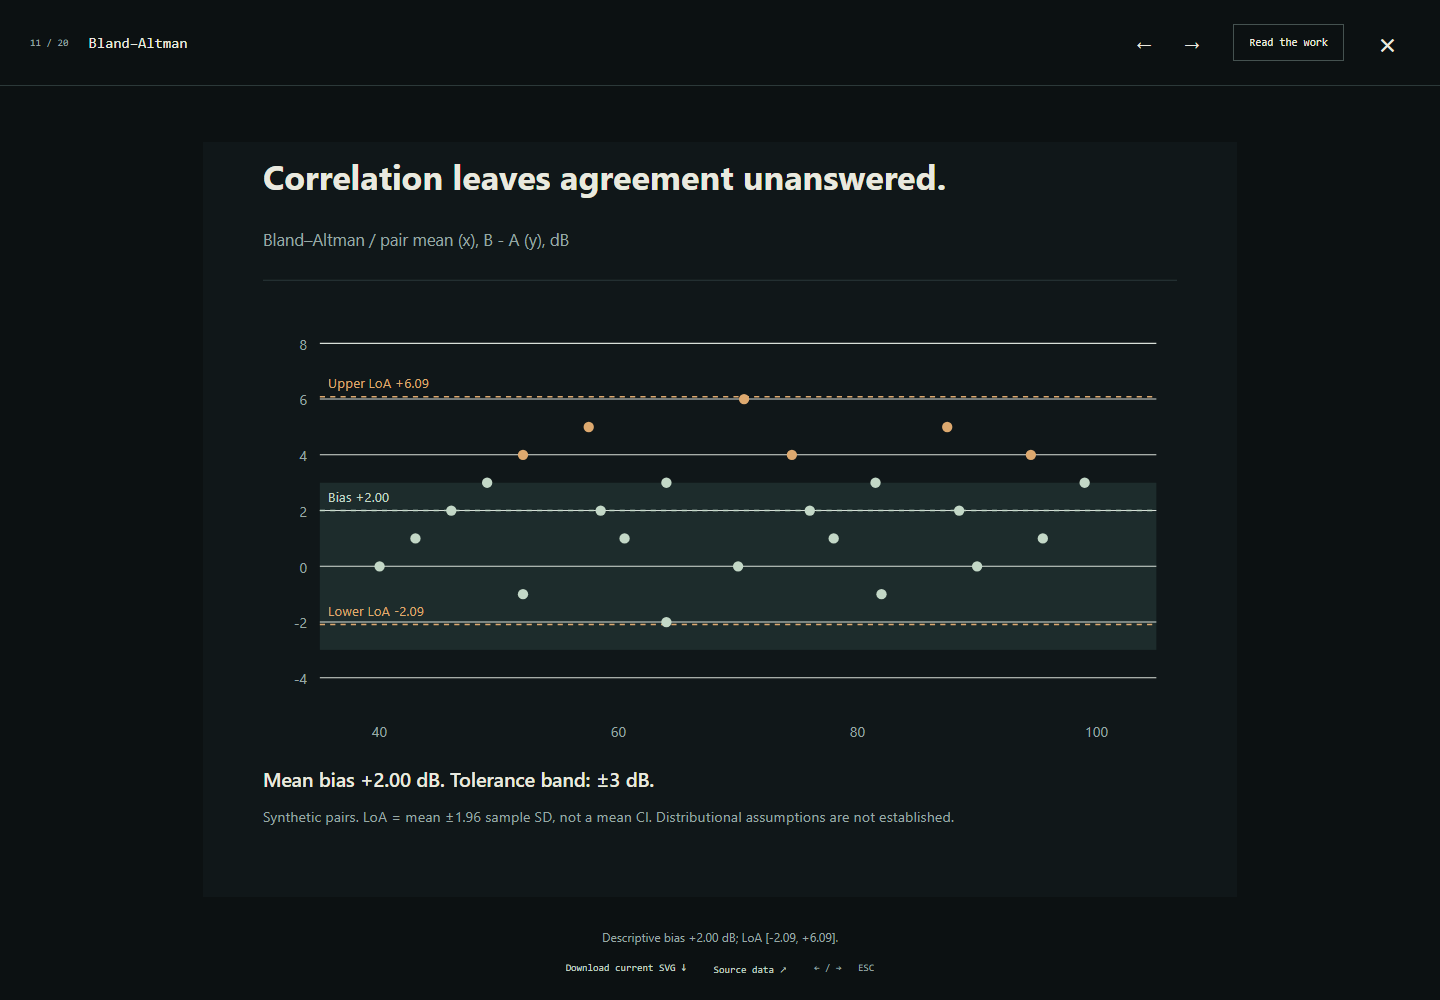 11 / 20
Bland–Altman
← →
Read the work
✕
Correlation leaves agreement unanswered.
Bland–Altman / pair mean (x), B - A (y), dB
8
Upper LoA +6.09
6
4
Bias +2.00
2
0
Lower LoA -2.09
-2
-4
40 60 80 100
Mean bias +2.00 dB. Tolerance band: ±3 dB.
Synthetic pairs. LoA = mean ±1.96 sample SD, not a mean CI. Distributional assumptions are not established.
Descriptive bias +2.00 dB; LoA [-2.09, +6.09].
Download current SVG ↓ Source data ↗ ← / → ESC